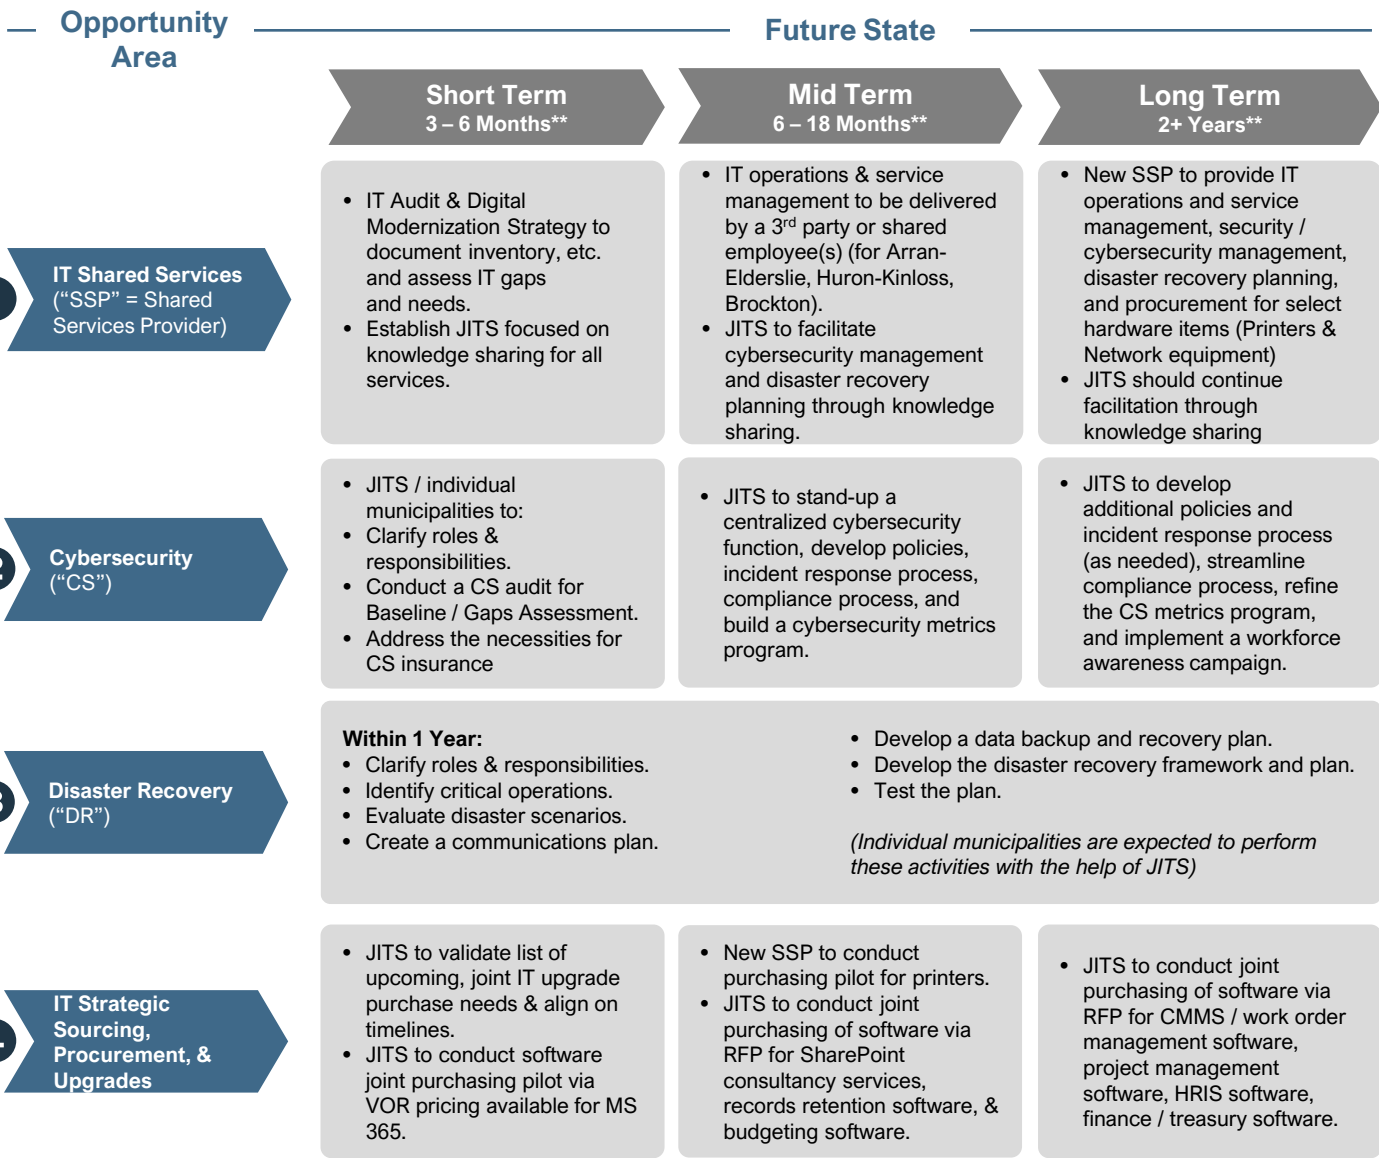 Opportunity
Area
Future State
Short Term
3 – 6 Months**
Mid Term
6 – 18 Months**
Long Term
2+ Years**
IT Shared Services
(“SSP” = Shared
Services Provider)
• IT Audit & Digital
Modernization Strategy to
document inventory, etc.
and assess IT gaps
and needs.
• Establish JITS focused on
knowledge sharing for all
services.
• IT operations & service
management to be delivered
by a 3rd party or shared
employee(s) (for Arran-
Elderslie, Huron-Kinloss,
Brockton).
• JITS to facilitate
cybersecurity management
and disaster recovery
planning through knowledge
sharing.
• New SSP to provide IT
operations and service
management, security /
cybersecurity management,
disaster recovery planning,
and procurement for select
hardware items (Printers &
Network equipment)
• JITS should continue
facilitation through
knowledge sharing
2
Cybersecurity
(“CS”)
• JITS / individual
municipalities to:
• Clarify roles &
responsibilities.
• Conduct a CS audit for
Baseline / Gaps Assessment.
• Address the necessities for
CS insurance
• JITS to stand-up a
centralized cybersecurity
function, develop policies,
incident response process,
compliance process, and
build a cybersecurity metrics
program.
• JITS to develop
additional policies and
incident response process
(as needed), streamline
compliance process, refine
the CS metrics program,
and implement a workforce
awareness campaign.
3
Disaster Recovery
(“DR”)
Within 1 Year:
• Clarify roles & responsibilities.
• Identify critical operations.
• Evaluate disaster scenarios.
• Create a communications plan.
• Develop a data backup and recovery plan.
• Develop the disaster recovery framework and plan.
• Test the plan.
(Individual municipalities are expected to perform
these activities with the help of JITS)
IT Strategic
Sourcing,
Procurement, &
Upgrades
• JITS to validate list of
upcoming, joint IT upgrade
purchase needs & align on
timelines.
• JITS to conduct software
joint purchasing pilot via
VOR pricing available for MS
365.
• New SSP to conduct
purchasing pilot for printers.
• JITS to conduct joint
purchasing of software via
RFP for SharePoint
consultancy services,
records retention software, &
budgeting software.
• JITS to conduct joint
purchasing of software via
RFP for CMMS / work order
management software,
project management
software, HRIS software,
finance / treasury software.